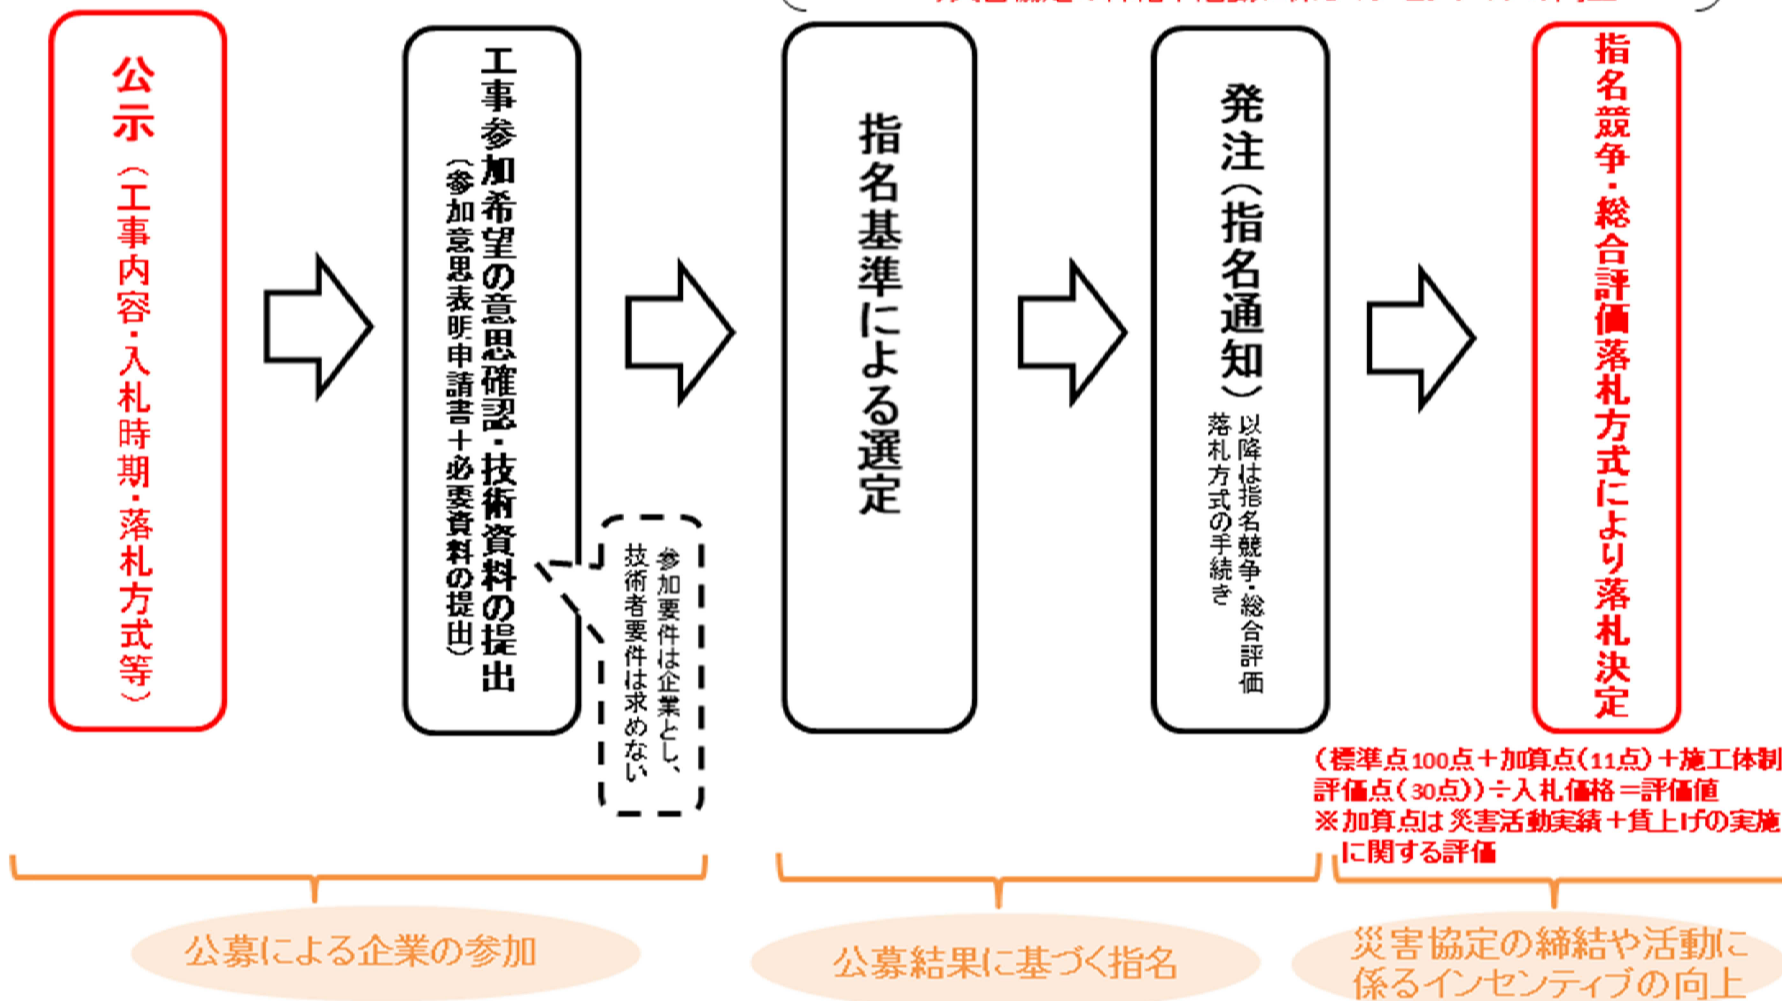 公示（工事内容・入札時期・落札方式等）
工事参加希望の意思確認・技術資料の提出
（参加意思表明申請書＋必要資料の提出）
参加要件は企業とし、
技術者要件は求めない
指名基準による選定
発注（指名通知）
以降は指名競争・総合評価
落札方式の手続き
指名競争・総合評価落札方式により落札決定
（標準点100点＋加算点(11点)＋施工体制
評価点(30点))÷入札価格＝評価値
※加算点は災害活動実績＋賃上げの実施
に関する評価
公募による企業の参加
公募結果に基づく指名
災害協定の締結や活動に
係るインセンティブの向上